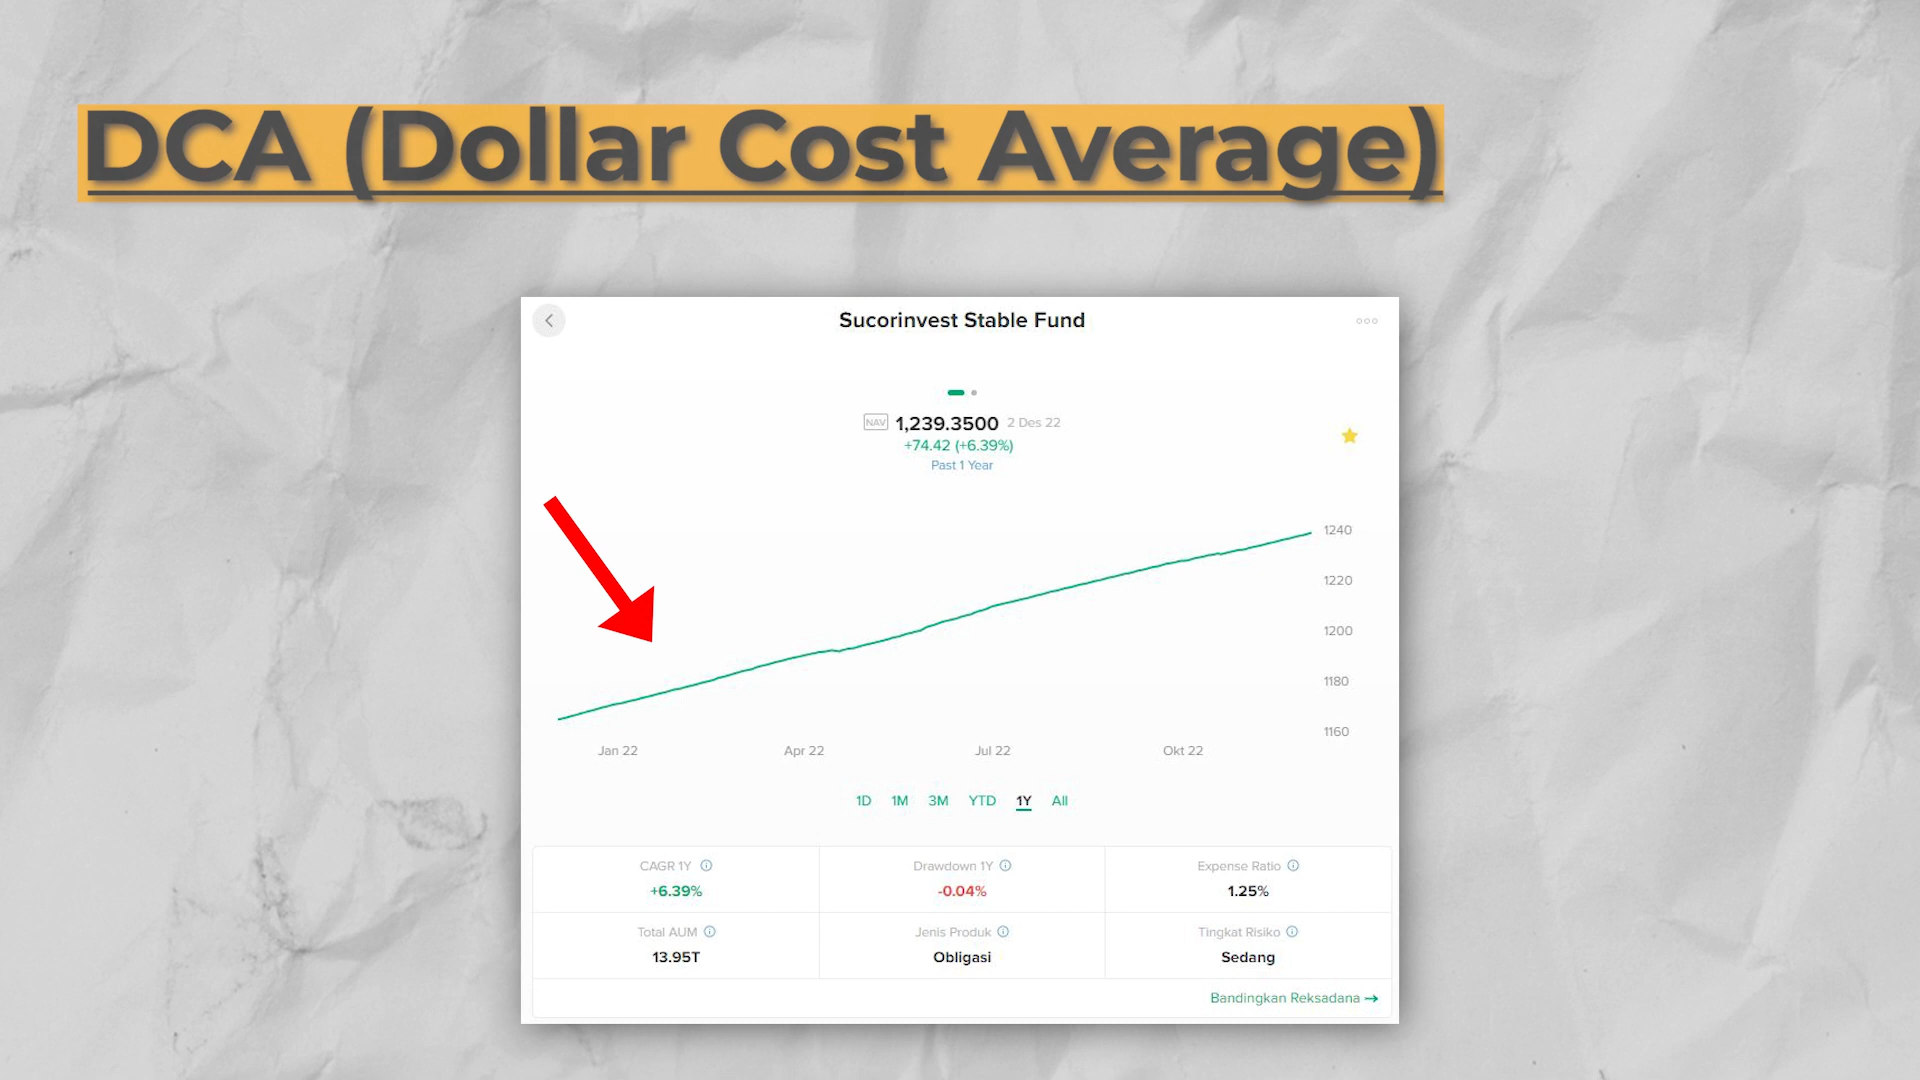 DCA (Dollar Cost Average)
Sucorinvest Stable Fund
NAV 1,239.3500 2 Des 22
+74.42 (+6.39%)
Past 1 Year
1240
1220
1200
1180
1160
Jan 22 Apr 22 Jul 22 Okt 22
1D 1M 3M YTD 1Y All
CAGR 1Y Drawdown 1Y Expense Ratio
+6.39% -0.04% 1.25%
Total AUM Jenis Produk Tingkat Risiko
13.95T Obligasi Sedang
Bandingkan Reksadana →